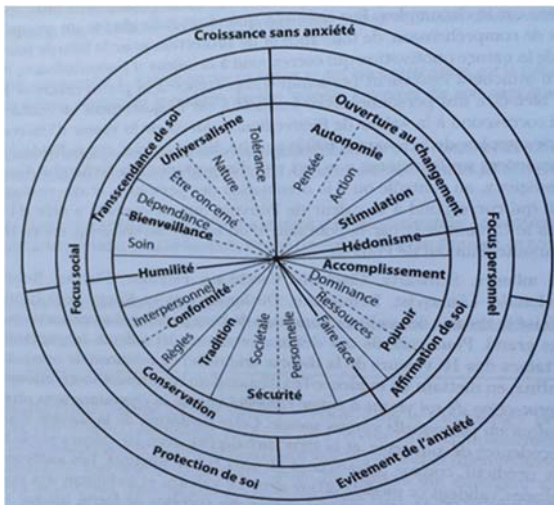 Croissance sans anxiété
Ouverture au changement
Focus personnel
Affirmation de soi
Evitement de l'anxiété
Protection de soi
Conservation
Focus social
Transscendance de soi
Universalisme
Tolérance
Nature
Être concerné
Dépendance
Bienveillance
Soin
Humilité
Interpersonnel
Conformité
Règles
Tradition
Sociétale
Sécurité
Personnelle
Faire face
Ressources
Pouvoir
Dominance
Accomplissement
Hédonisme
Stimulation
Action
Autonomie
Pensée